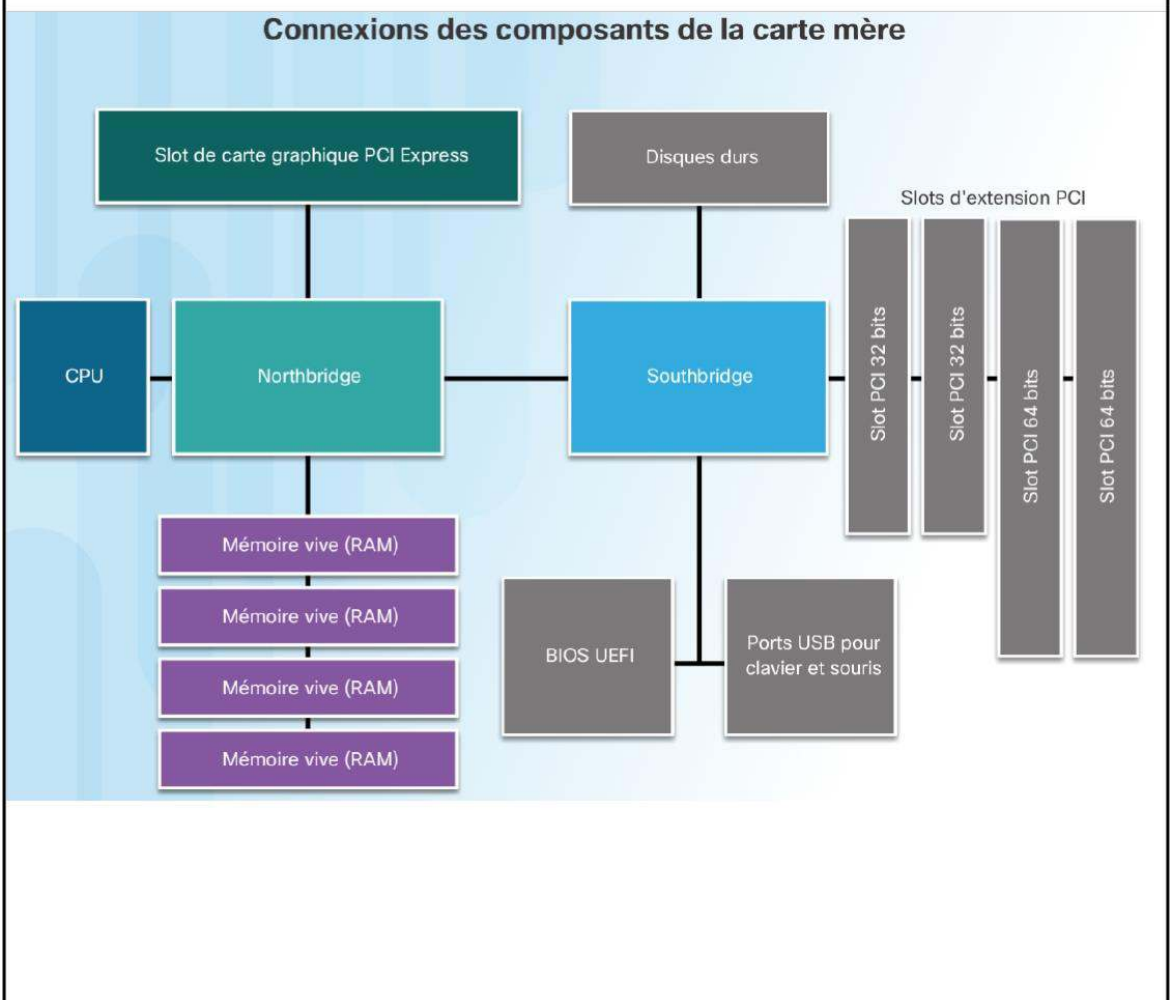 Connexions des composants de la carte mère
Slot de carte graphique PCI Express
Disques durs
Slots d'extension PCI
CPU
Northbridge
Southbridge
Slot PCI 32 bits
Slot PCI 32 bits
Slot PCI 64 bits
Slot PCI 64 bits
Mémoire vive (RAM)
Mémoire vive (RAM)
Mémoire vive (RAM)
Mémoire vive (RAM)
BIOS UEFI
Ports USB pour
clavier et souris